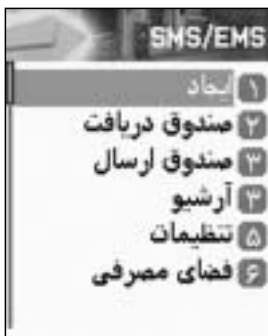 SMS/EMS
۱ ایجاد
۲ صندوق دریافت
۳ صندوق ارسال
۴ آرشیو
۵ تنظیمات
۶ فضای مصرفی